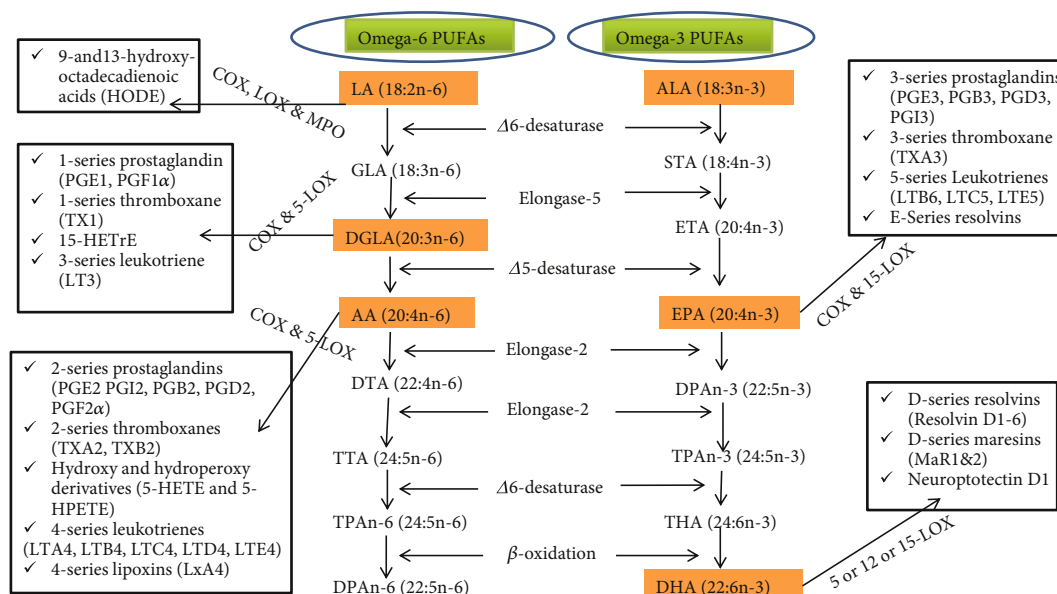 Omega-6 PUFAs
Omega-3 PUFAs
✓ 9-and13-hydroxy-
octadecadienoic
acids (HODE)
COX, LOX & MPO
LA (18:2n-6)
ALA (18:3n-3)
Δ6-desaturase
GLA (18:3n-6)
STA (18:4n-3)
✓ 1-series prostaglandin
(PGE1, PGF1α)
✓ 1-series thromboxane
(TX1)
✓ 15-HETrE
✓ 3-series leukotriene
(LT3)
COX & 5-LOX
Elongase-5
DGLA(20:3n-6)
ETA (20:4n-3)
Δ5-desaturase
AA (20:4n-6)
EPA (20:4n-3)
COX & 15-LOX
✓ 3-series prostaglandins
(PGE3, PGB3, PGD3,
PGI3)
✓ 3-series thromboxane
(TXA3)
✓ 5-series Leukotrienes
(LTB6, LTC5, LTE5)
✓ E-Series resolvins
COX & 5-LOX
Elongase-2
DTA (22:4n-6)
DPAn-3 (22:5n-3)
Elongase-2
TTA (24:5n-6)
TPAn-3 (24:5n-3)
Δ6-desaturase
TPAn-6 (24:5n-6)
THA (24:6n-3)
β-oxidation
DPAn-6 (22:5n-6)
DHA (22:6n-3)
✓ 2-series prostaglandins
(PGE2 PGI2, PGB2, PGD2,
PGF2α)
✓ 2-series thromboxanes
(TXA2, TXB2)
✓ Hydroxy and hydroperoxy
derivatives (5-HETE and 5-
HPETE)
✓ 4-series leukotrienes
(LTA4, LTB4, LTC4, LTD4, LTE4)
✓ 4-series lipoxins (LxA4)
✓ D-series resolvins
(Resolvin D1-6)
✓ D-series maresins
(MaR1&2)
✓ Neuroptotectin D1
5 or 12 or 15-LOX